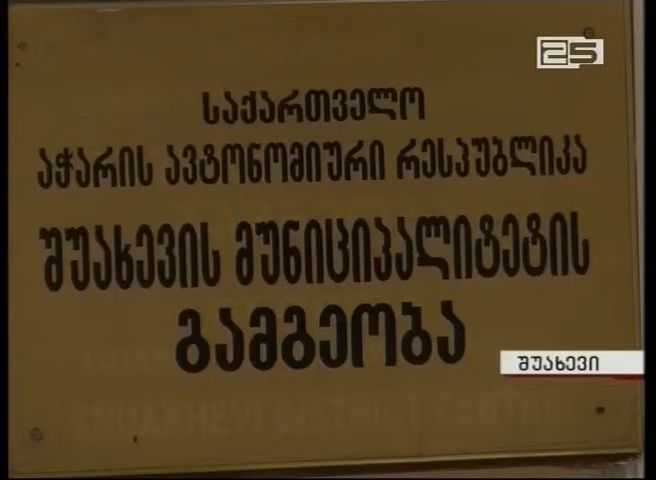 25
საქართველო
აჭარის ავტონომიური რესპუბლიკა
შუახევის მუნიციპალიტეტის
გამგეობა
შუახევი